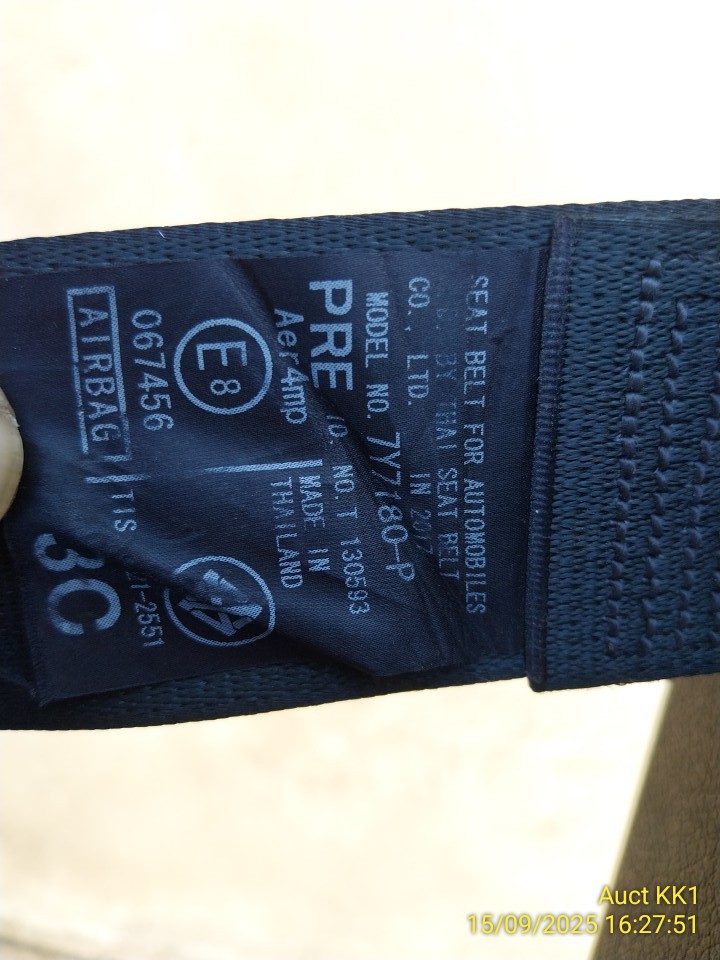 SEAT BELT FOR AUTOMOBILES
BY THAI SEAT BELT
CO., LTD. IN 2017
MODEL NO. 7Y7180-P
PRE
NO. T 130593
Aer4mp
MADE IN
THAILAND
E8
067456
TIS 21-2551
AIRBAG
3C
Auct KK1
15/09/2025 16:27:51